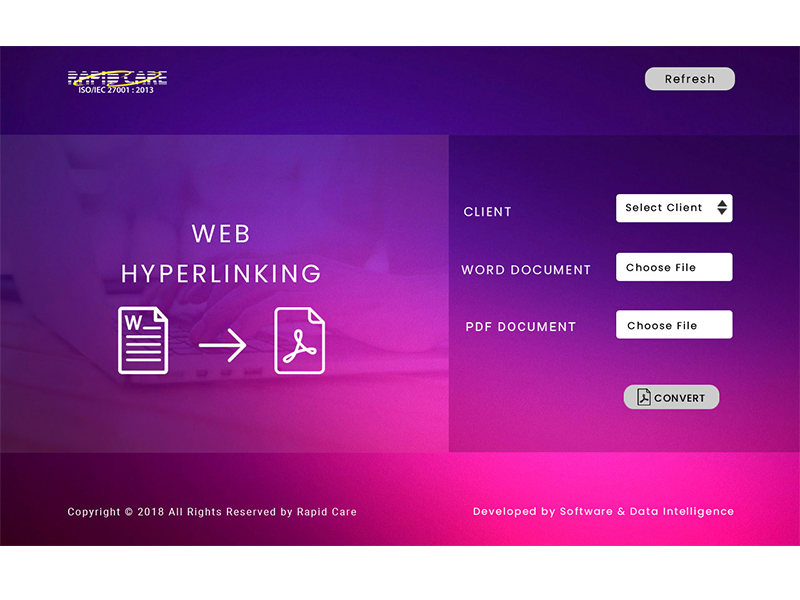 RAPID CARE
ISO/IEC 27001 : 2013
Refresh
WEB
HYPERLINKING
W
CLIENT
Select Client
WORD DOCUMENT
Choose File
PDF DOCUMENT
Choose File
CONVERT
Copyright © 2018 All Rights Reserved by Rapid Care
Developed by Software & Data Intelligence